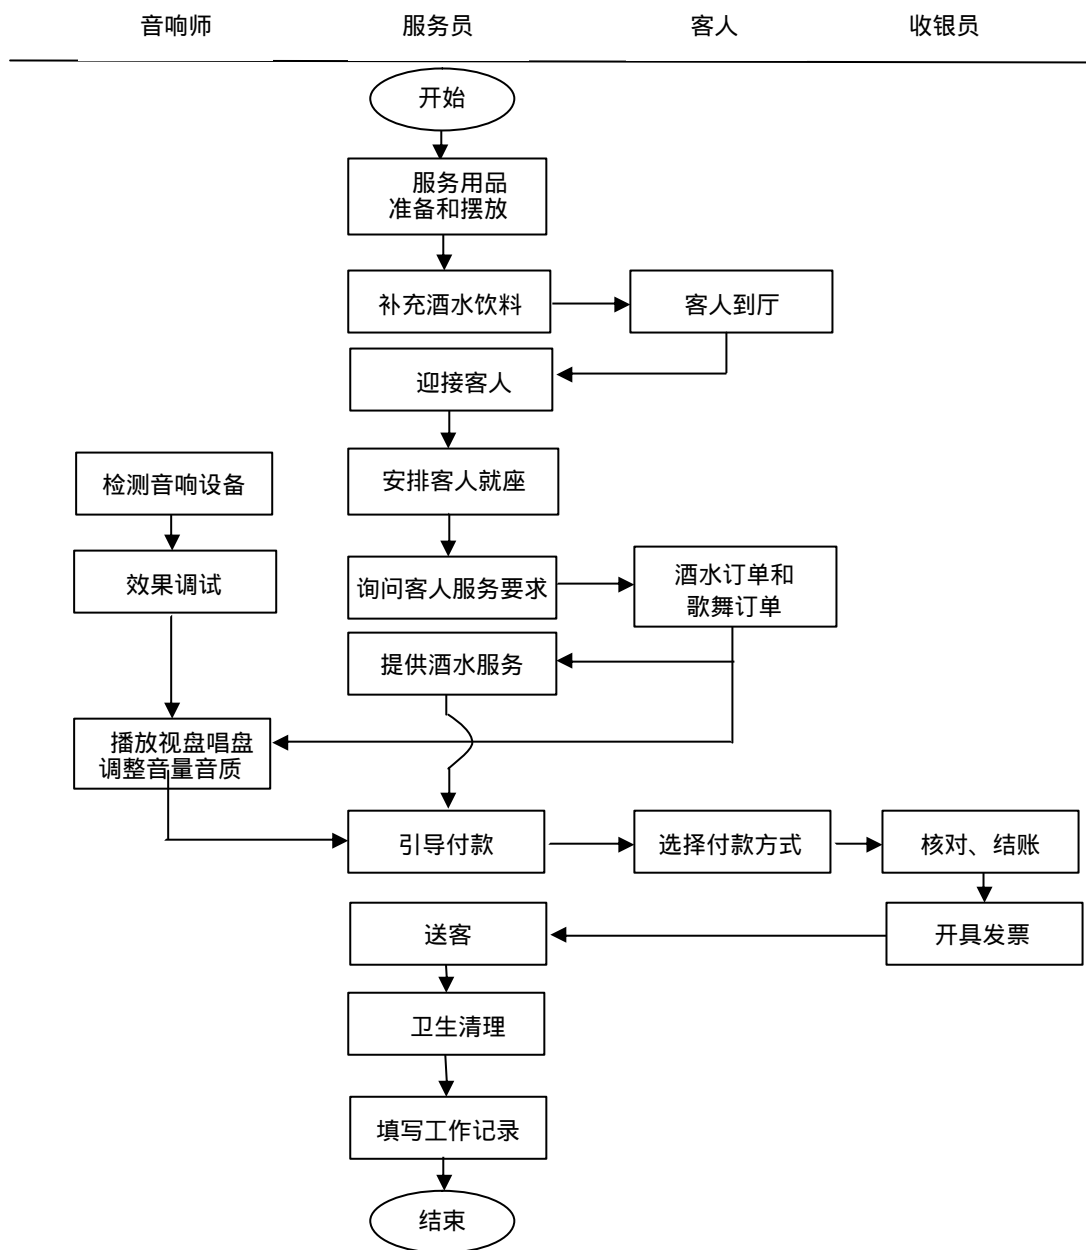 音响师 服务员 客人 收银员
开始
服务用品
准备和摆放
补充酒水饮料 客人到厅
迎接客人
检测音响设备 安排客人就座
效果调试 询问客人服务要求 酒水订单和
歌舞订单
提供酒水服务
播放视盘唱盘
调整音量音质
引导付款 选择付款方式 核对、结账
送客 开具发票
卫生清理
填写工作记录
结束